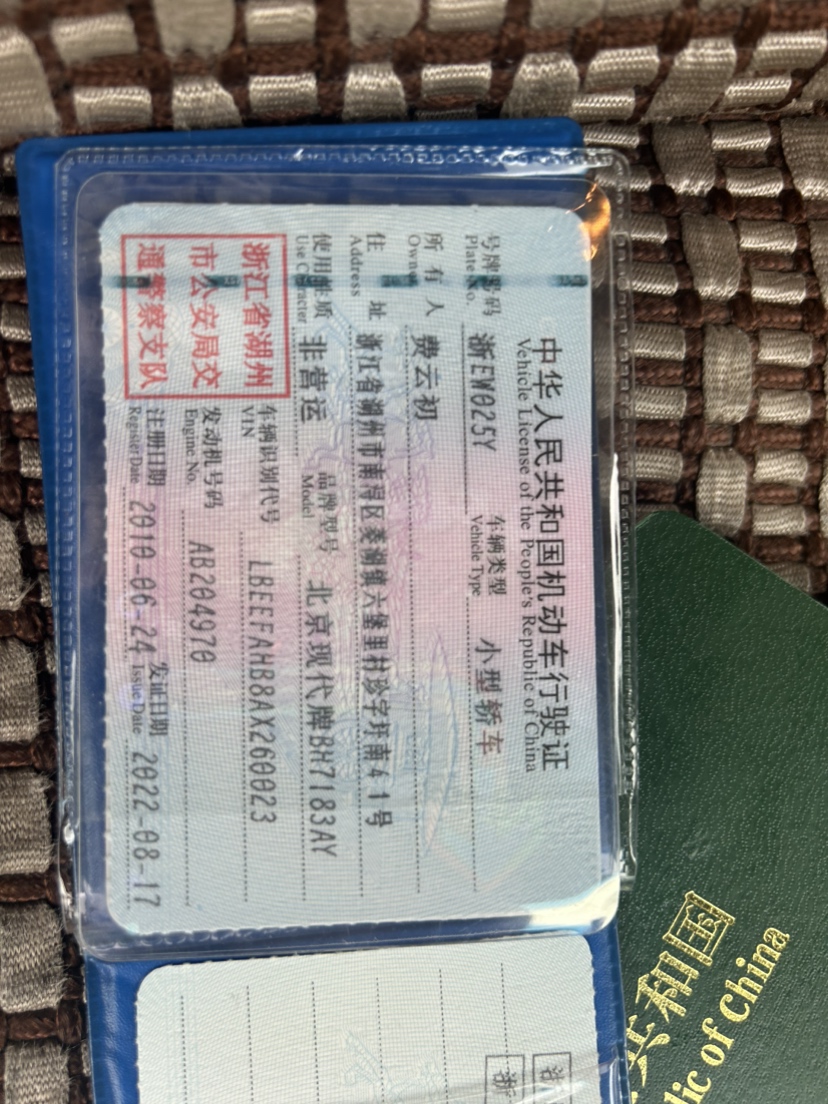 中华人民共和国机动车行驶证
Vehicle License of the People's Republic of China
号牌号码 浙EW025Y 车辆类型 小型轿车
Plate No. Vehicle Type
所有人 费云初
Owner
住址 浙江省湖州市南浔区菱湖镇六堡里村珍字圩南41号
Address
使用性质 非营运 品牌型号 北京现代牌BH7183AY
Use Character Model
浙江省湖州
市公安局交
通警察支队
车辆识别代号 LBEEFAHB8AX260023
VIN
发动机号码 AB204970
Engine No.
注册日期 2010-06-24 发证日期 2022-08-17
Register Date Issue Date
浙
共和国
lic of China